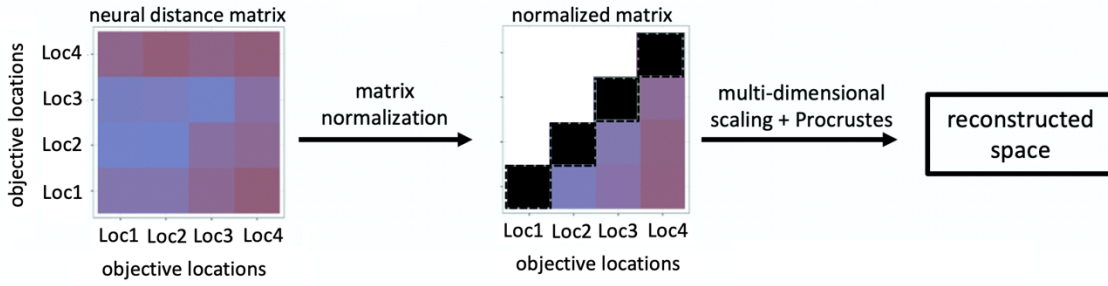 neural distance matrix
normalized matrix
objective locations
Loc4
Loc3
Loc2
Loc1
Loc1 Loc2 Loc3 Loc4
objective locations
matrix
normalization
Loc1 Loc2 Loc3 Loc4
objective locations
multi-dimensional
scaling + Procrustes
reconstructed
space